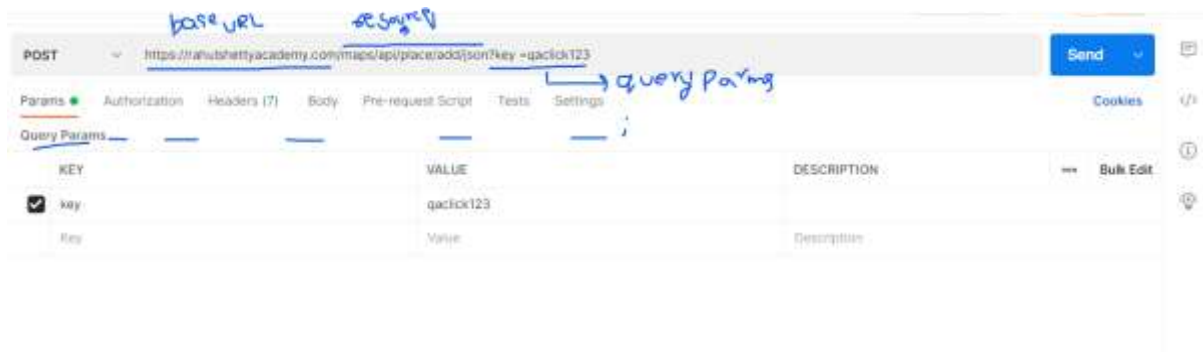 base URL resource
POST https://rahulshettyacademy.com/maps/api/place/add/json?key =qaclick123 Send
query params
Params Authorization Headers (7) Body Pre-request Script Tests Settings Cookies
Query Params
KEY VALUE DESCRIPTION ••• Bulk Edit
key qaclick123
Key Value Description